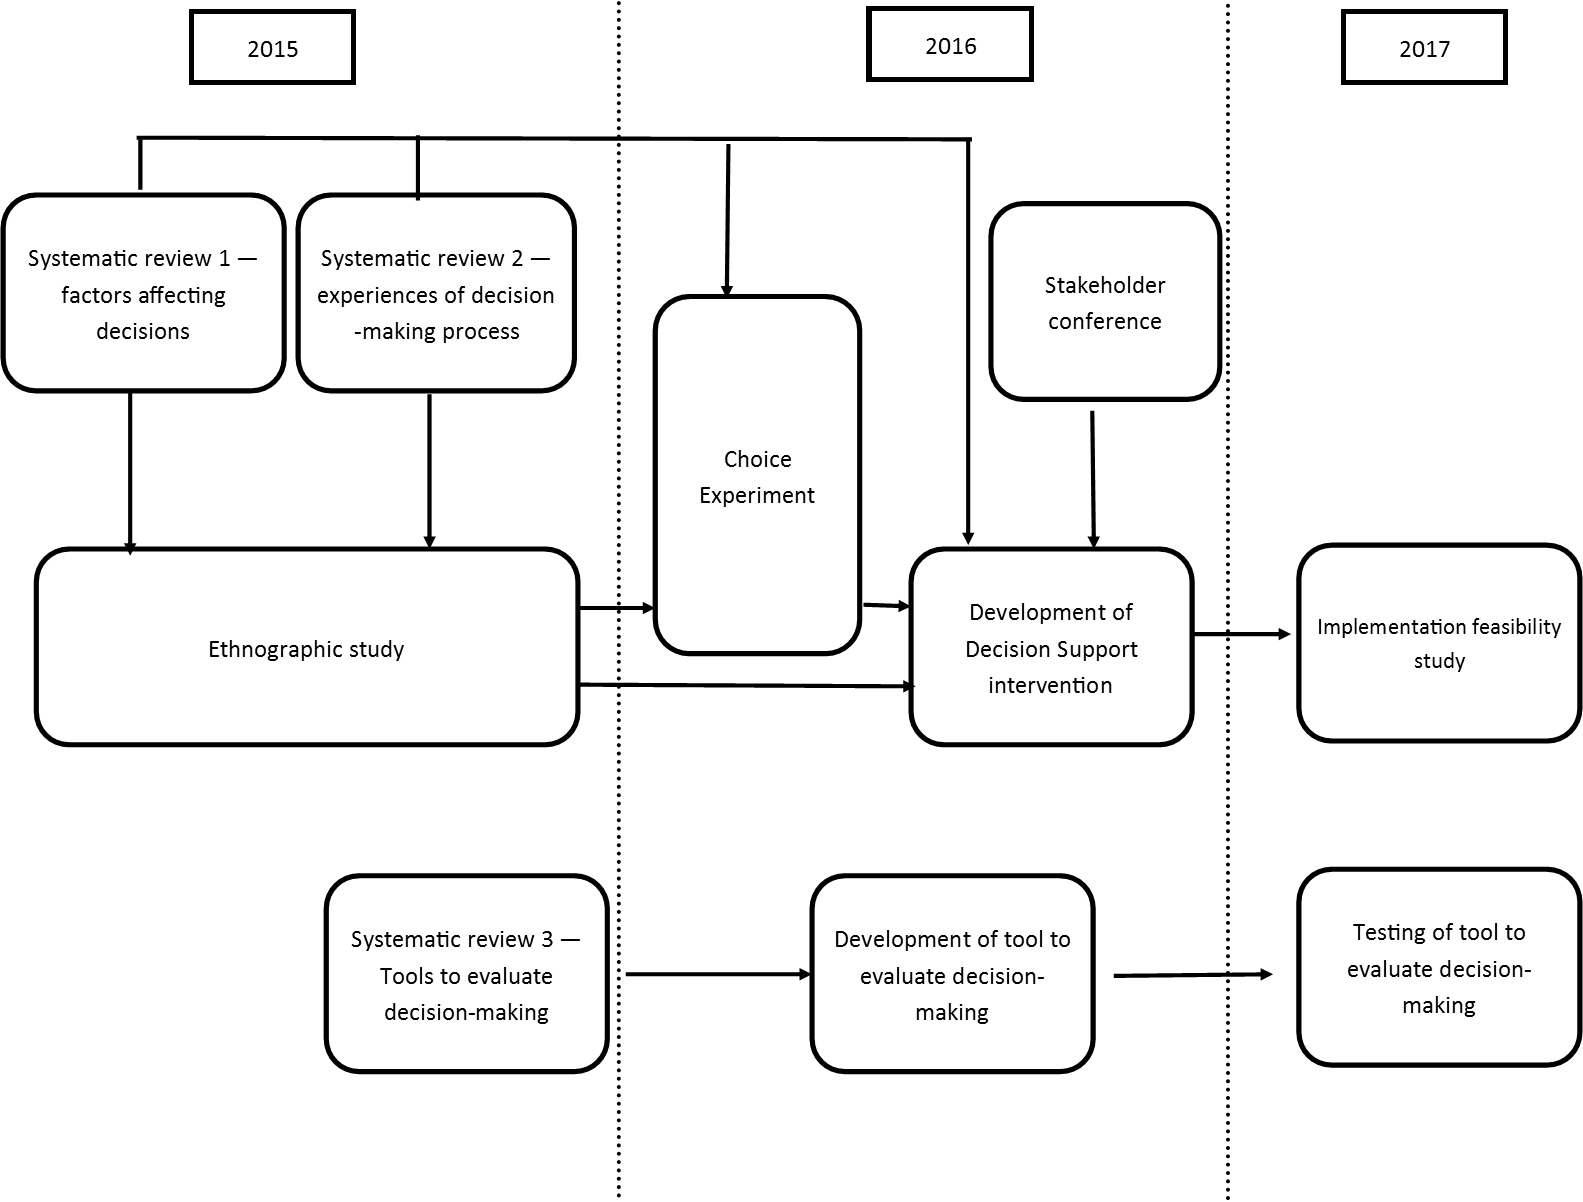 2015
2016
2017
Systematic review 1 —
factors affecting
decisions
Systematic review 2 —
experiences of decision
-making process
Choice
Experiment
Stakeholder
conference
Ethnographic study
Development of
Decision Support
intervention
Implementation feasibility
study
Systematic review 3 —
Tools to evaluate
decision-making
Development of tool to
evaluate decision-
making
Testing of tool to
evaluate decision-
making